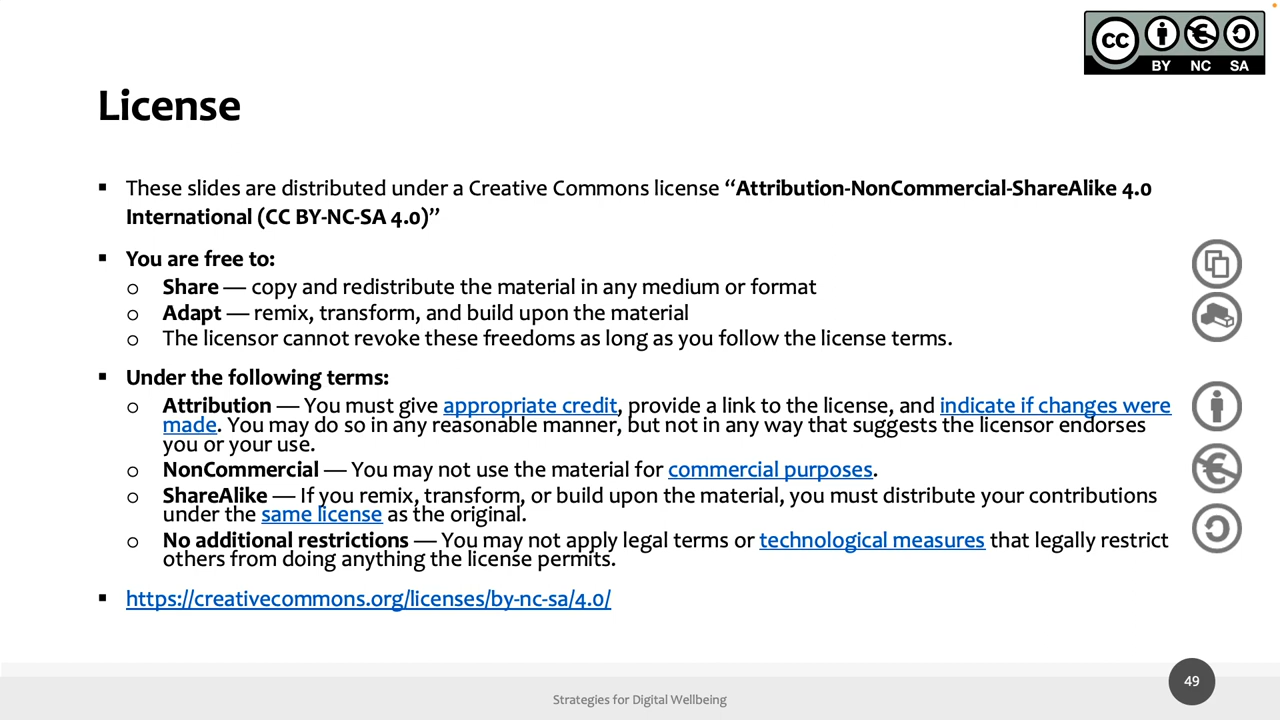 CC BY NC SA
License
▪ These slides are distributed under a Creative Commons license “Attribution-NonCommercial-ShareAlike 4.0
International (CC BY-NC-SA 4.0)”
▪ You are free to:
o Share — copy and redistribute the material in any medium or format
o Adapt — remix, transform, and build upon the material
o The licensor cannot revoke these freedoms as long as you follow the license terms.
▪ Under the following terms:
o Attribution — You must give appropriate credit, provide a link to the license, and indicate if changes were
made. You may do so in any reasonable manner, but not in any way that suggests the licensor endorses
you or your use.
o NonCommercial — You may not use the material for commercial purposes.
o ShareAlike — If you remix, transform, or build upon the material, you must distribute your contributions
under the same license as the original.
o No additional restrictions — You may not apply legal terms or technological measures that legally restrict
others from doing anything the license permits.
▪ https://creativecommons.org/licenses/by-nc-sa/4.0/
Strategies for Digital Wellbeing
49